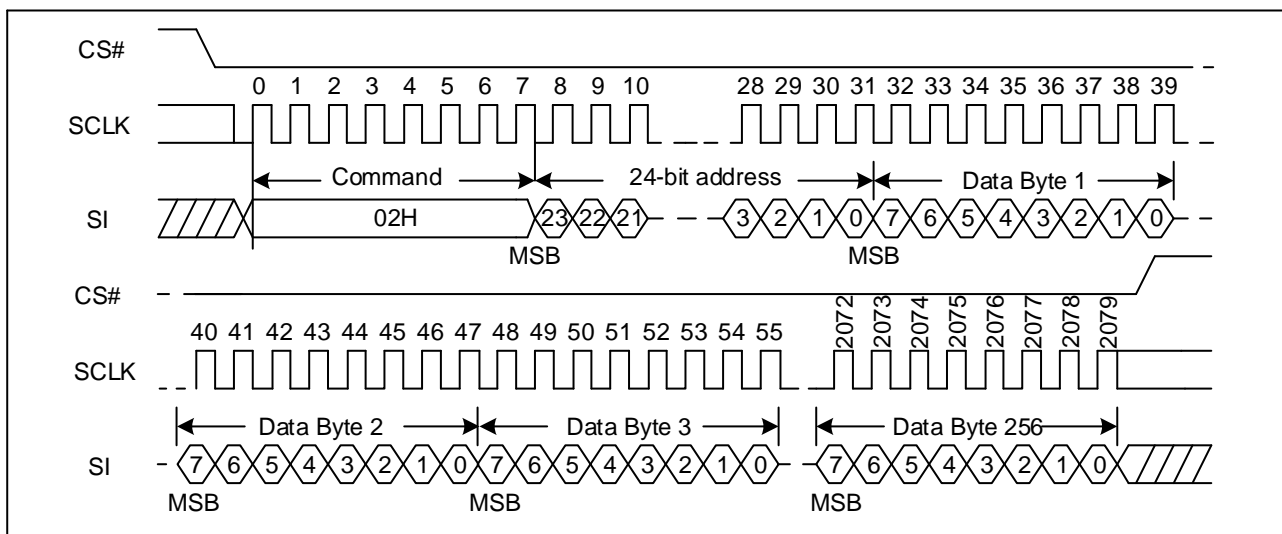 CS#
0 1 2 3 4 5 6 7 8 9 10 28 29 30 31 32 33 34 35 36 37 38 39
SCLK
Command 24-bit address Data Byte 1
SI 02H 23 22 21 3 2 1 0 7 6 5 4 3 2 1 0
MSB MSB
CS#
40 41 42 43 44 45 46 47 48 49 50 51 52 53 54 55 2072 2073 2074 2075 2076 2077 2078 2079
SCLK
Data Byte 2 Data Byte 3 Data Byte 256
SI 7 6 5 4 3 2 1 0 7 6 5 4 3 2 1 0 7 6 5 4 3 2 1 0
MSB MSB MSB